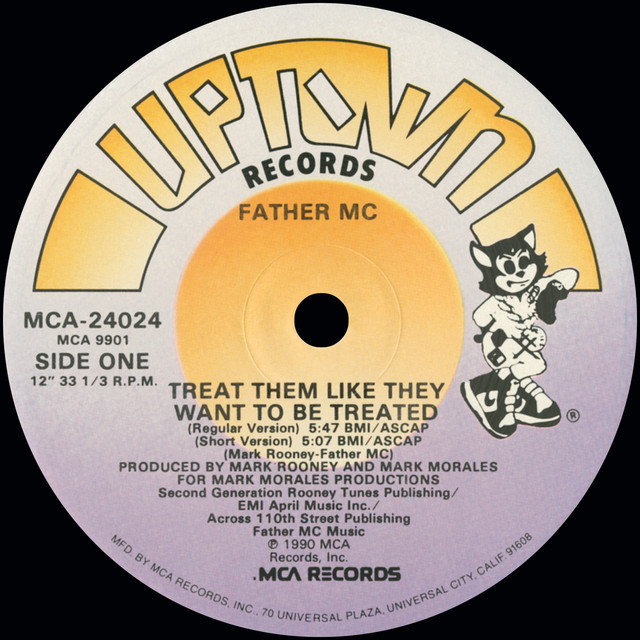 UPTOWN
RECORDS
FATHER MC
MCA-24024
MCA 9901
SIDE ONE
12" 33 1/3 R.P.M.
®
TREAT THEM LIKE THEY
WANT TO BE TREATED
(Regular Version) 5:47 BMI/ASCAP
(Short Version) 5:07 BMI/ASCAP
(Mark Rooney-Father MC)
PRODUCED BY MARK ROONEY AND MARK MORALES
FOR MARK MORALES PRODUCTIONS
Second Generation Rooney Tunes Publishing/
EMI April Music Inc./
Across 110th Street Publishing
Father MC Music
℗ 1990 MCA
Records, Inc.
.MCA RECORDS
MFD. BY MCA RECORDS, INC., 70 UNIVERSAL PLAZA, UNIVERSAL CITY, CALIF. 91608